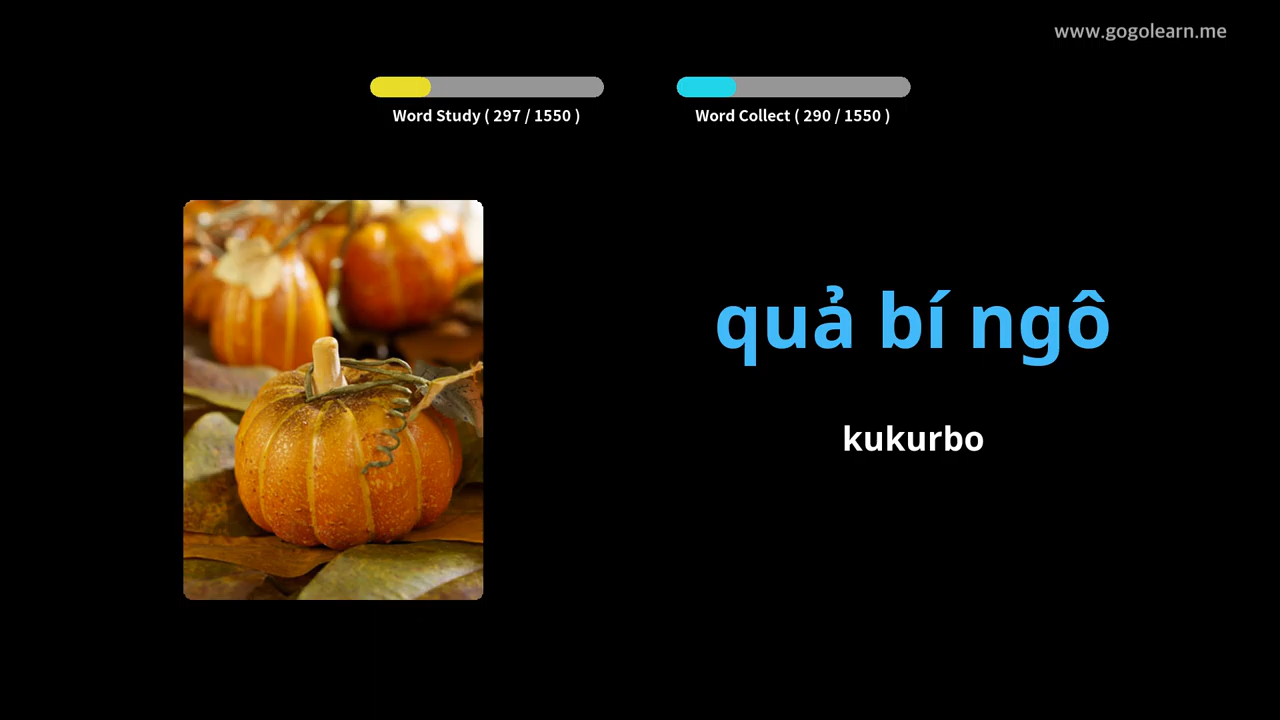 www.gogolearn.me
Word Study ( 297 / 1550 )
Word Collect ( 290 / 1550 )
quả bí ngô
kukurbo